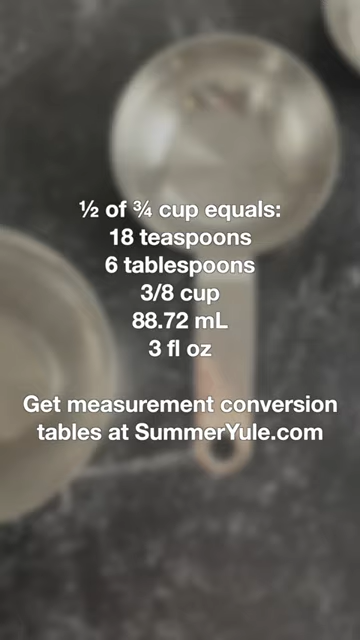 ½ of ¾ cup equals:
18 teaspoons
6 tablespoons
3/8 cup
88.72 mL
3 fl oz
Get measurement conversion
tables at SummerYule.com